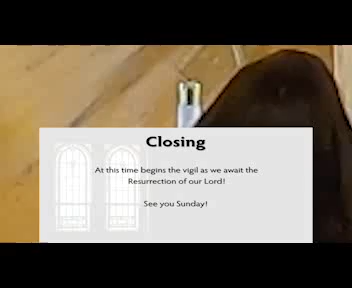 Closing
At this time begins the vigil as we await the
Resurrection of our Lord!
See you Sunday!